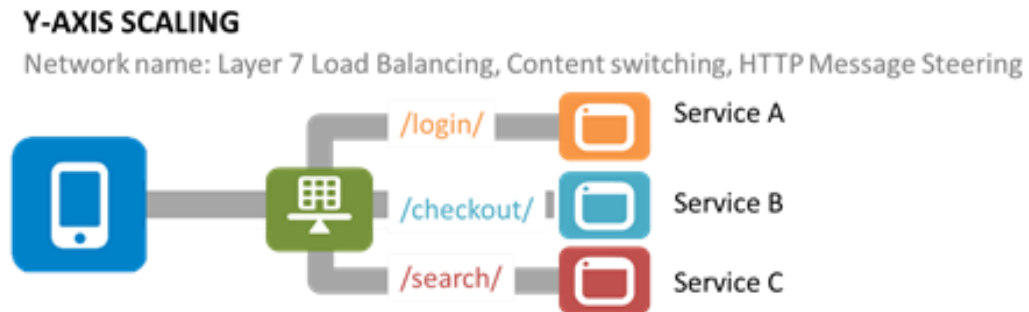 Y-AXIS SCALING
Network name: Layer 7 Load Balancing, Content switching, HTTP Message Steering
/login/
Service A
/checkout/
Service B
/search/
Service C